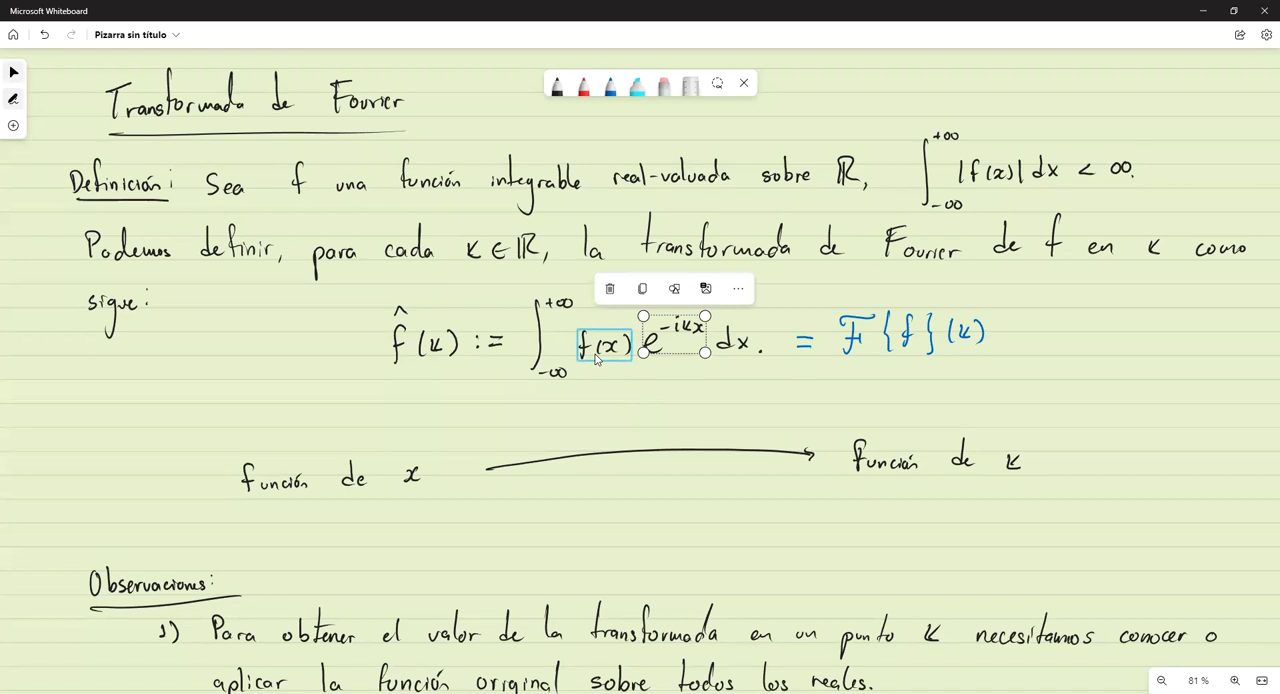 Microsoft Whiteboard
Pizarra sin título
Transformada de Fourier
Definición: Sea f una función integrable real-valuada sobre ℝ, ∫_{-∞}^{+∞} |f(x)| dx < ∞.
Podemos definir, para cada k ∈ ℝ, la transformada de Fourier de f en k como
sigue:
f̂(k) := ∫_{-∞}^{+∞} f(x) e^{-ikx} dx. = ℱ{f}(k)
función de x → función de k
Observaciones:
1) Para obtener el valor de la transformada en un punto k necesitamos conocer o
aplicar la función original sobre todos los reales.
81 %